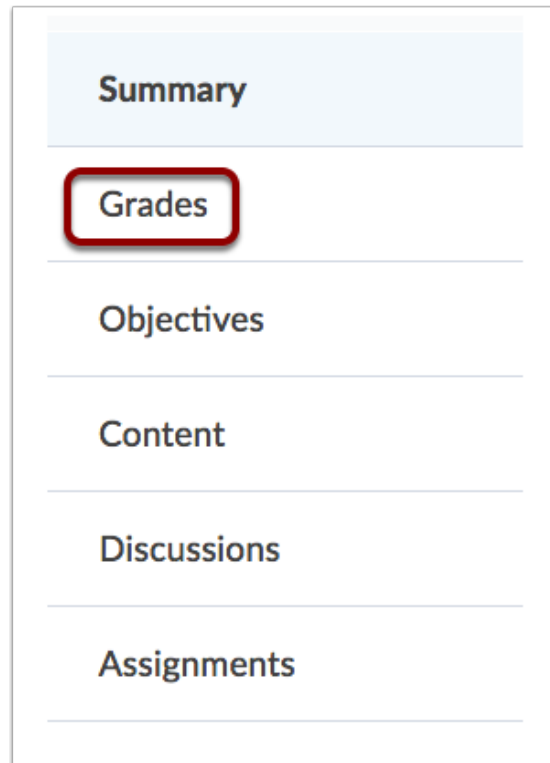 Summary
Grades
Objectives
Content
Discussions
Assignments